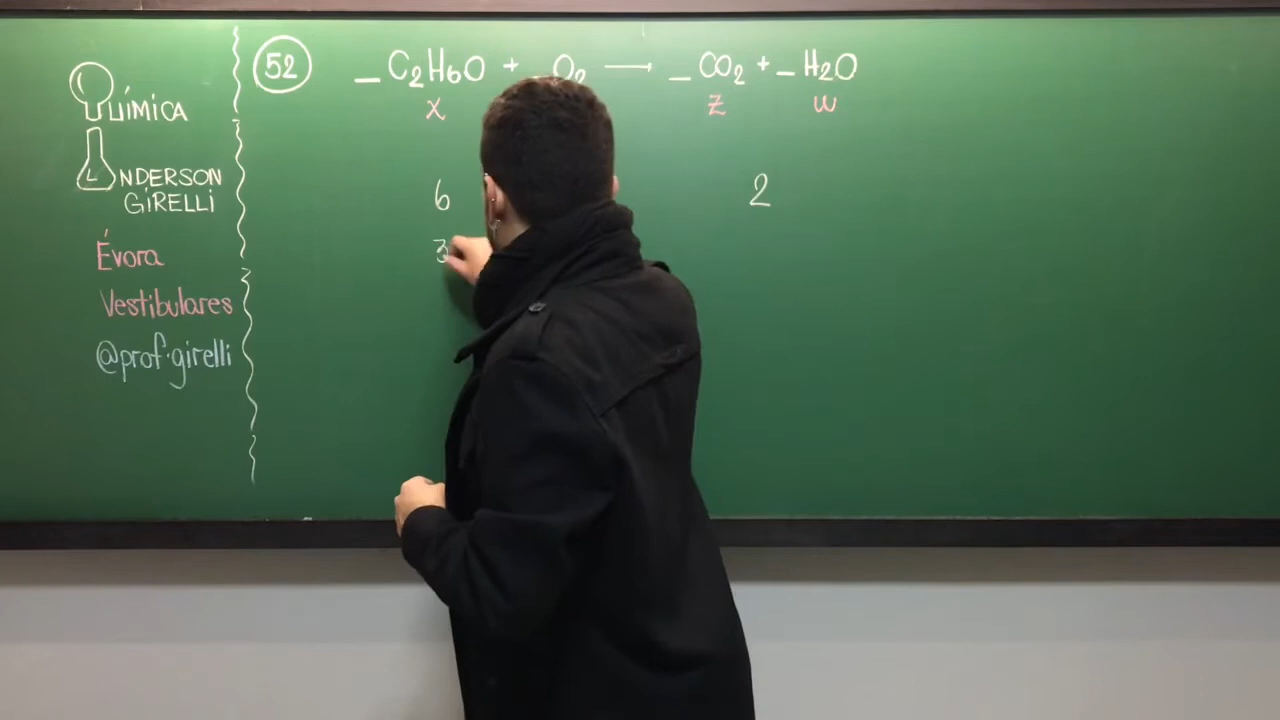 QUÍMICA
ANDERSON
GIRELLI
Évora
Vestibulares
@prof.girelli
52 _ C2H6O + _ O2 → _ CO2 + _ H2O
x z w
6 2
3